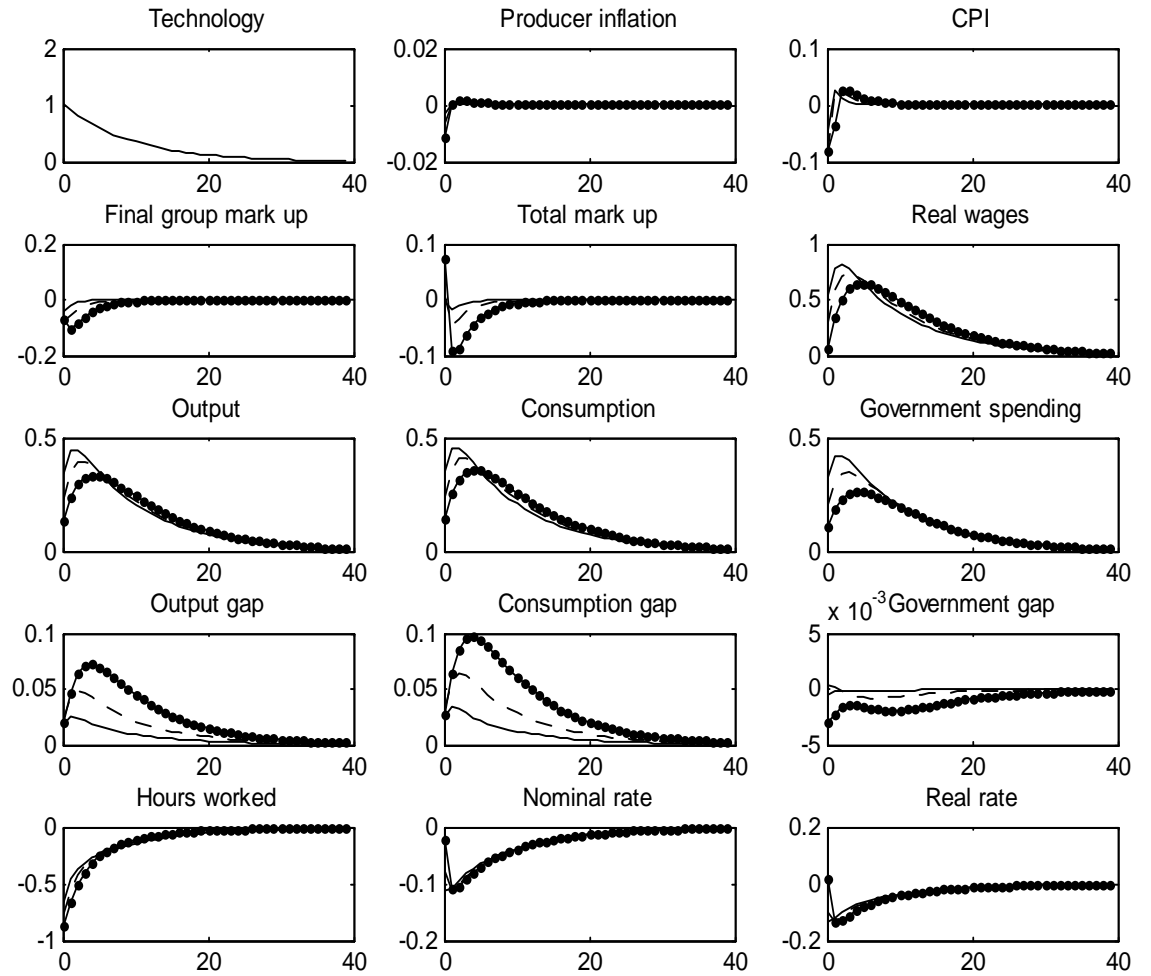 Technology
Producer inflation
CPI
2
1
0
0 20 40
0.02
0
-0.02
0 20 40
0.1
0
-0.1
0 20 40
Final group mark up
Total mark up
Real wages
0.2
0
-0.2
0 20 40
0.1
0
-0.1
0 20 40
1
0.5
0
0 20 40
Output
Consumption
Government spending
0.5
0
0 20 40
0.5
0
0 20 40
0.5
0
0 20 40
Output gap
Consumption gap
x 10-3 Government gap
0.1
0.05
0
0 20 40
0.1
0.05
0
0 20 40
5
0
-5
0 20 40
Hours worked
Nominal rate
Real rate
0
-0.5
-1
0 20 40
0
-0.1
-0.2
0 20 40
0.2
0
-0.2
0 20 40